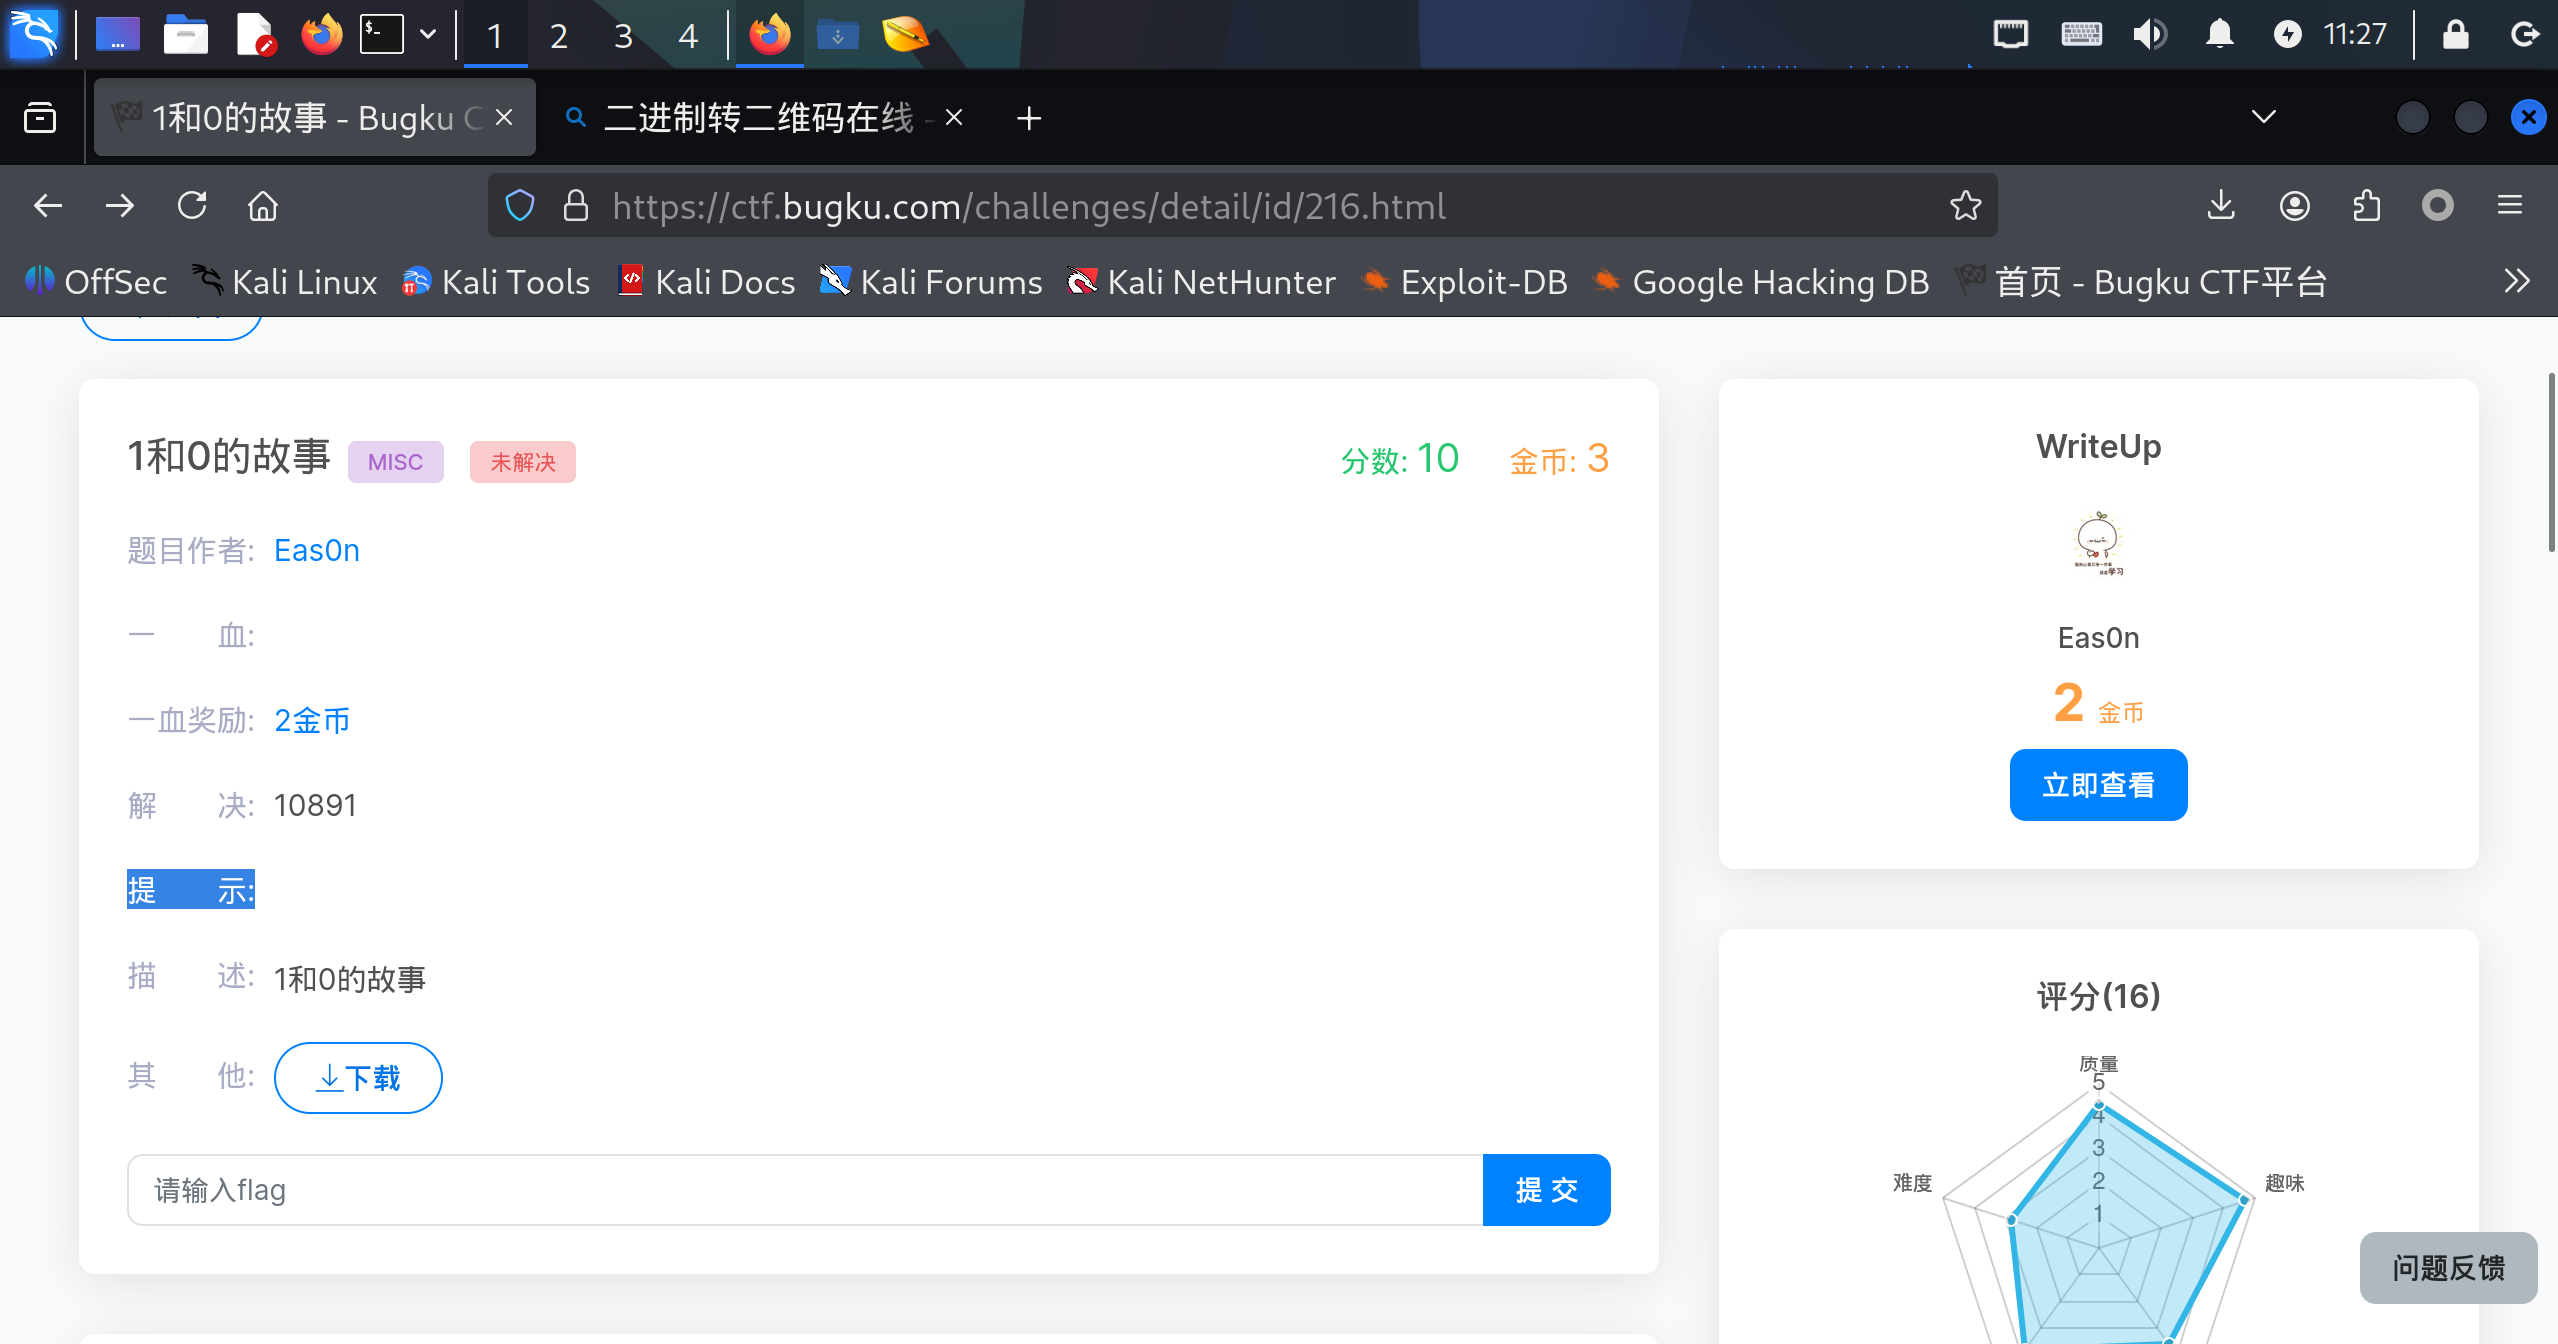 1 2 3 4 11:27
1和0的故事 - Bugku C
二进制转二维码在线 -
https://ctf.bugku.com/challenges/detail/id/216.html
OffSec Kali Linux Kali Tools Kali Docs Kali Forums Kali NetHunter Exploit-DB Google Hacking DB 首页 - Bugku CTF平台
1和0的故事 MISC 未解决 分数: 10 金币: 3
题目作者: Eas0n
一 血:
一血奖励: 2金币
解 决: 10891
提 示:
描 述: 1和0的故事
其 他: 下载
请输入flag 提 交
WriteUp
Eas0n
2 金币
立即查看
评分(16)
质量
5
4
3
难度 2 趣味
1
问题反馈